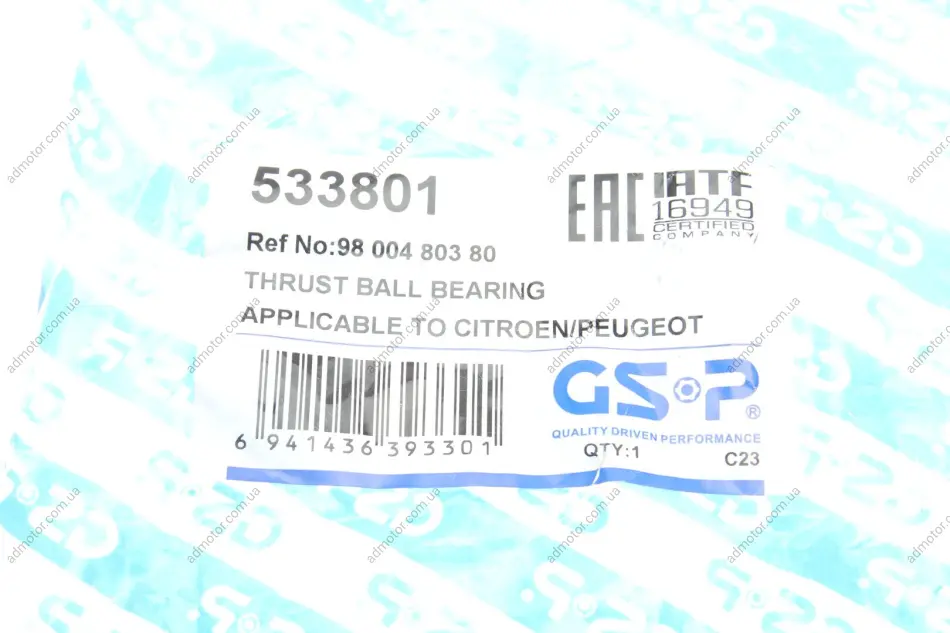 533801
EAC
IATF
16949
CERTIFIED
COMPANY
Ref No:98 004 803 80
THRUST BALL BEARING
APPLICABLE TO CITROEN/PEUGEOT
6 941436 393301
GSP®
QUALITY DRIVEN PERFORMANCE
QTY:1
C23
admotor.com.ua